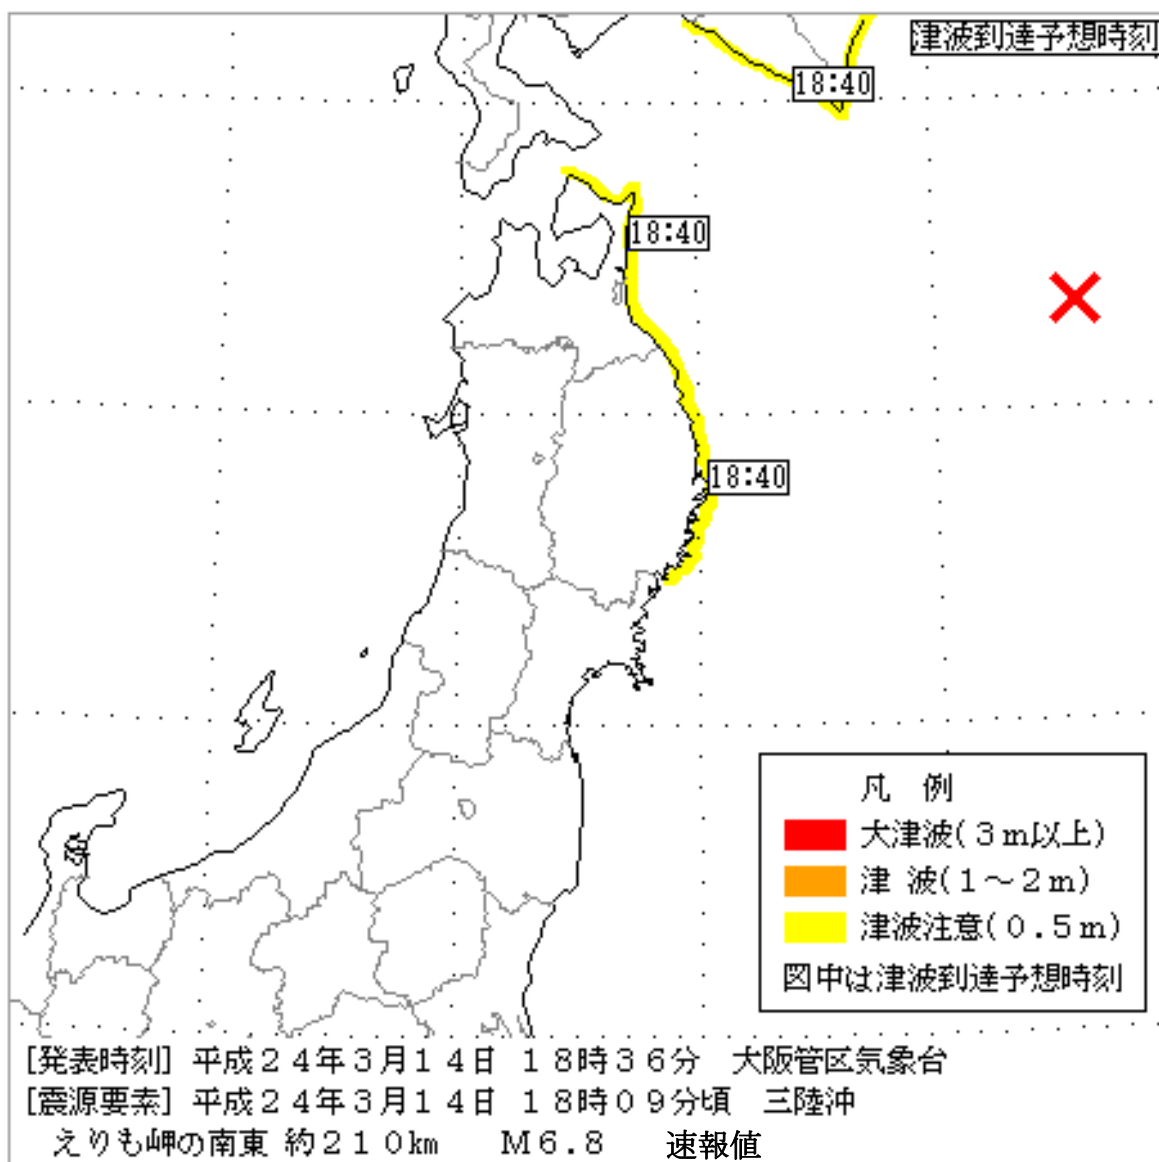 津波到達予想時刻
18:40
18:40
18:40
凡 例
大津波(３ｍ以上)
津 波(１～２ｍ)
津波注意(０.５ｍ)
図中は津波到達予想時刻
[発表時刻] 平成２４年３月１４日 １８時３６分 大阪管区気象台
[震源要素] 平成２４年３月１４日 １８時０９分頃 三陸沖
えりも岬の南東 約２１０km Ｍ６.８ 速報値